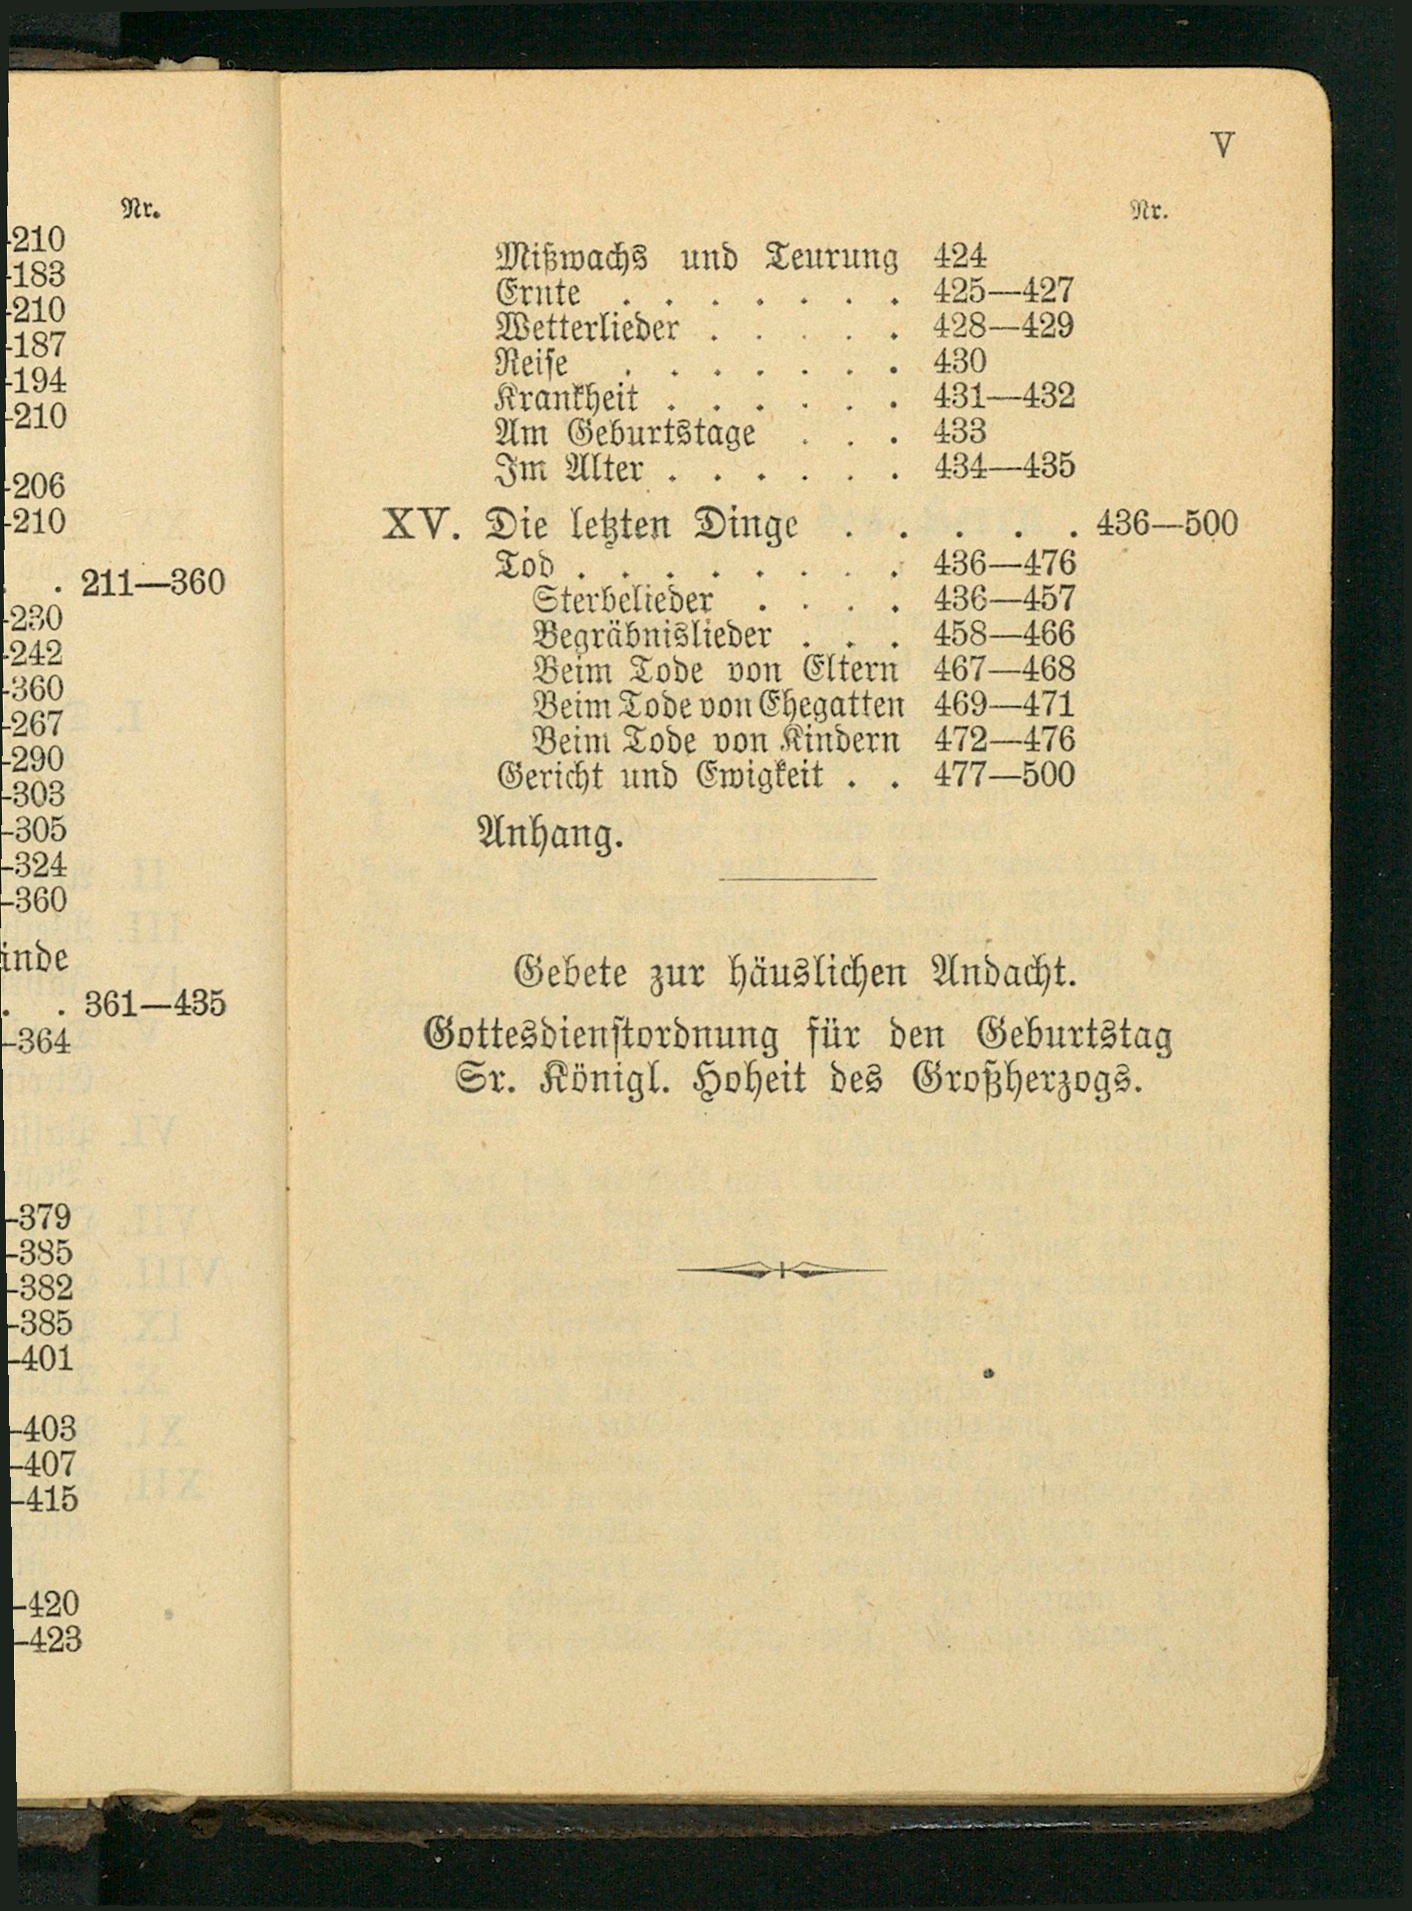 Nr.
-210
-183
-210
-187
-194
-210
-206
-210
. . 211—360
-230
-242
-360
-267
-290
-303
-305
-324
-360
inde
. . 361—435
-364
-379
-385
-382
-385
-401
-403
-407
-415
-420
-423
V
Nr.
Mißwachs und Teurung 424
Ernte . . . . . . . 425—427
Wetterlieder . . . . . 428—429
Reise . . . . . . . 430
Krankheit . . . . . . 431—432
Am Geburtstage . . . 433
Im Alter . . . . . . 434—435
XV. Die letzten Dinge . . . . . 436—500
Tod . . . . . . . . 436—476
Sterbelieder . . . . 436—457
Begräbnislieder . . . 458—466
Beim Tode von Eltern 467—468
Beim Tode von Ehegatten 469—471
Beim Tode von Kindern 472—476
Gericht und Ewigkeit . . 477—500
Anhang.
Gebete zur häuslichen Andacht.
Gottesdienstordnung für den Geburtstag
Sr. Königl. Hoheit des Großherzogs.